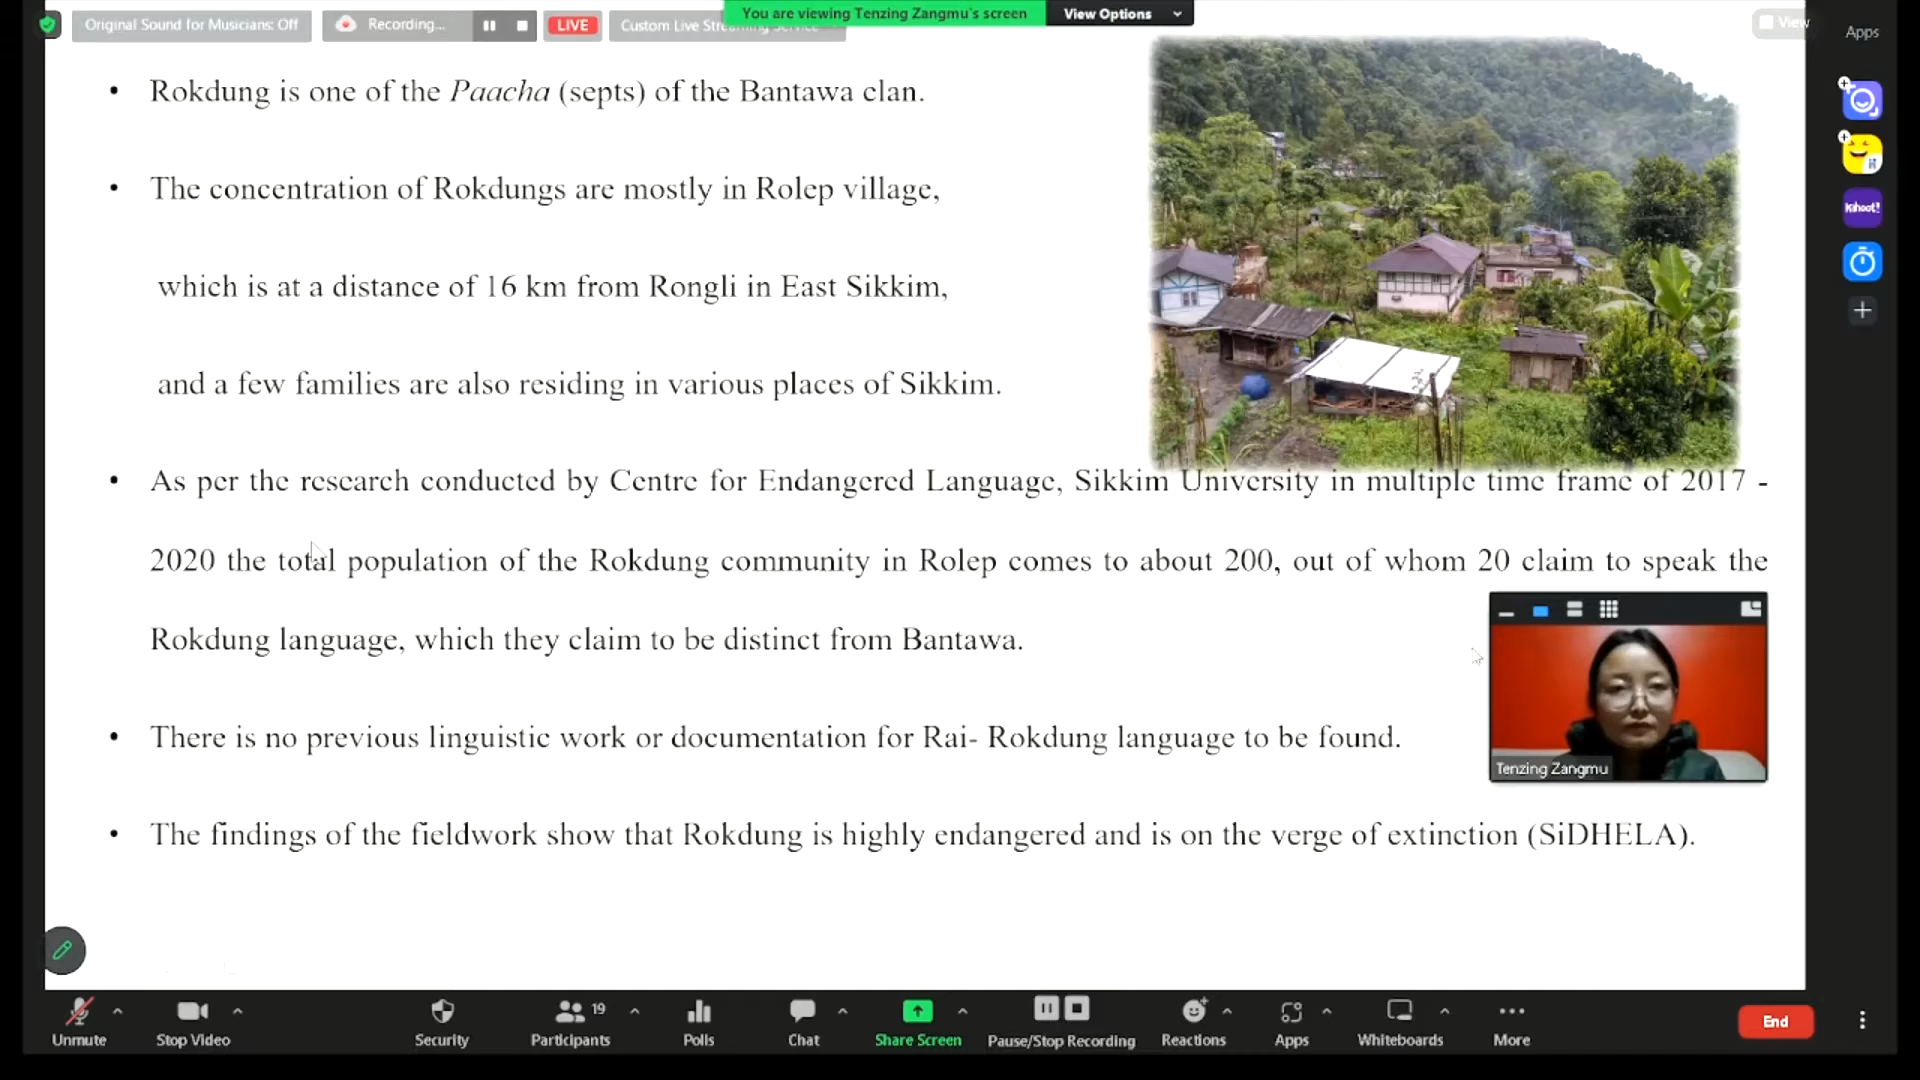 Original Sound for Musicians: Off
Recording...
LIVE
Custom Live Streaming Service
You are viewing Tenzing Zangmu's screen
View Options
View
Apps
• Rokdung is one of the Paacha (septs) of the Bantawa clan.
• The concentration of Rokdungs are mostly in Rolep village,
which is at a distance of 16 km from Rongli in East Sikkim,
and a few families are also residing in various places of Sikkim.
• As per the research conducted by Centre for Endangered Language, Sikkim University in multiple time frame of 2017 -
2020 the total population of the Rokdung community in Rolep comes to about 200, out of whom 20 claim to speak the
Rokdung language, which they claim to be distinct from Bantawa.
• There is no previous linguistic work or documentation for Rai- Rokdung language to be found.
• The findings of the fieldwork show that Rokdung is highly endangered and is on the verge of extinction (SiDHELA).
Kahoot!
Tenzing Zangmu
Unmute
Stop Video
Security
19
Participants
Polls
Chat
Share Screen
Pause/Stop Recording
Reactions
Apps
Whiteboards
More
End